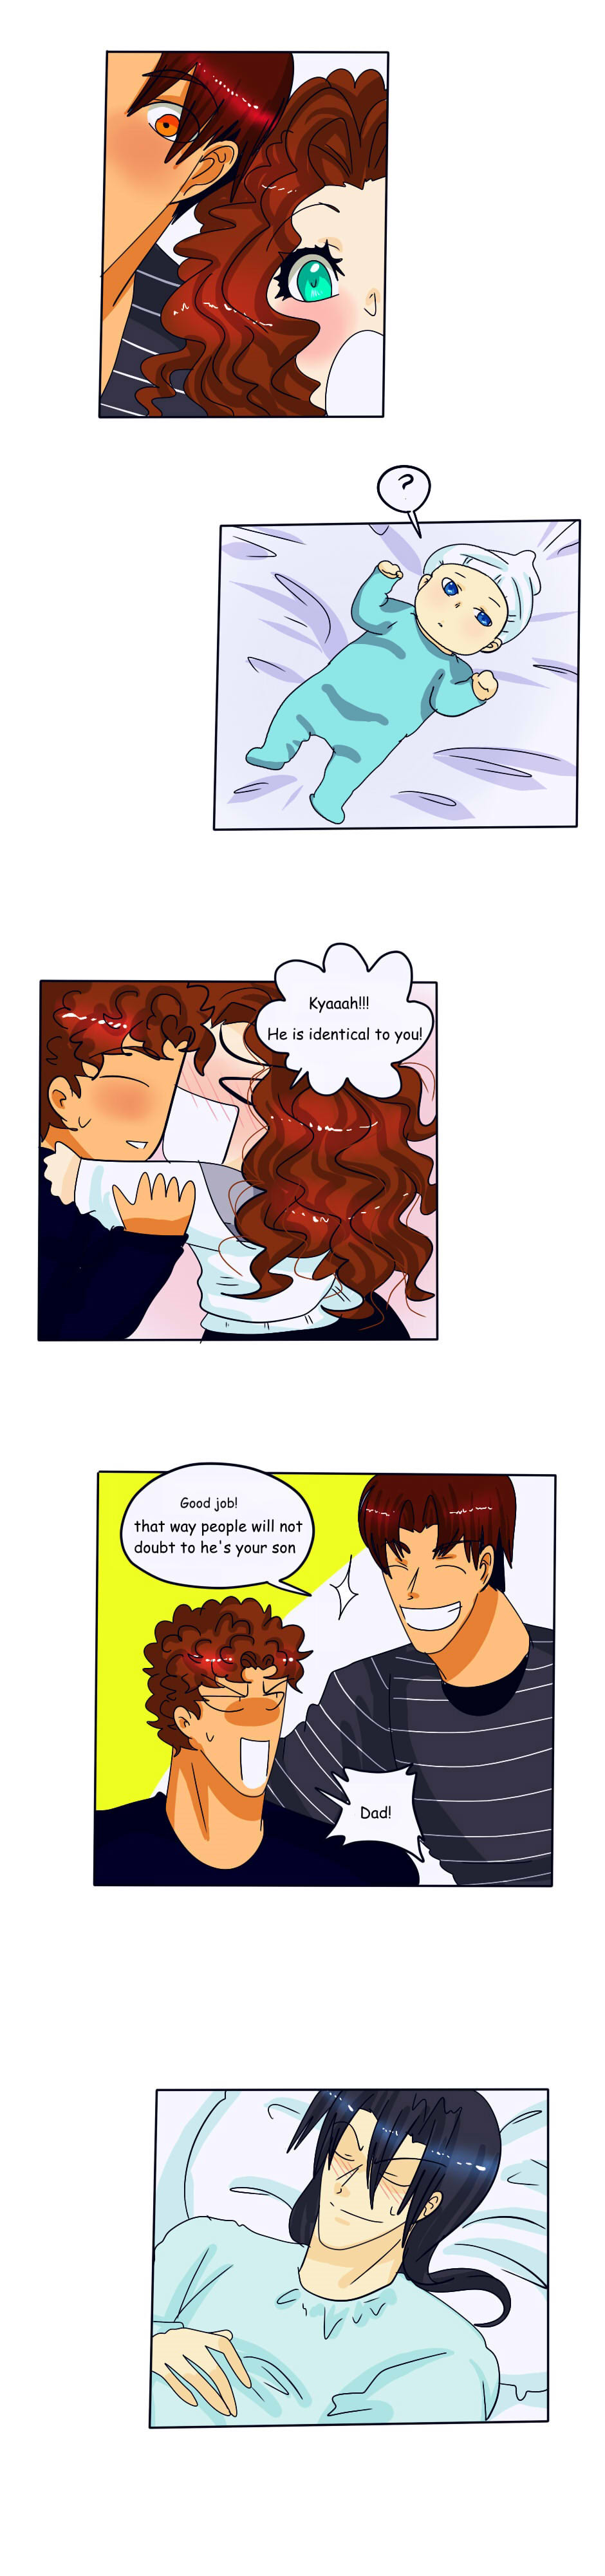 ?
Kyaaah!!!
He is identical to you!
Good job!
that way people will not
doubt to he's your son
Dad!